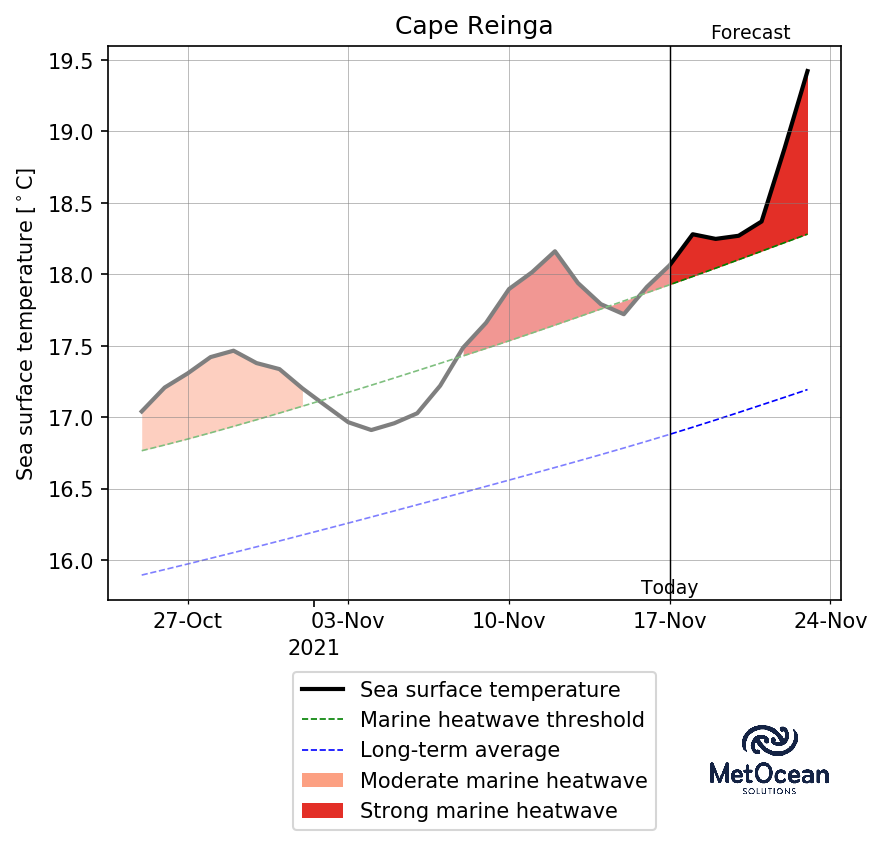 Cape Reinga
Forecast
Sea surface temperature [°C]
19.5
19.0
18.5
18.0
17.5
17.0
16.5
16.0
Today
27-Oct 03-Nov 10-Nov 17-Nov 24-Nov
2021
Sea surface temperature
Marine heatwave threshold
Long-term average
Moderate marine heatwave
Strong marine heatwave
MetOcean
SOLUTIONS